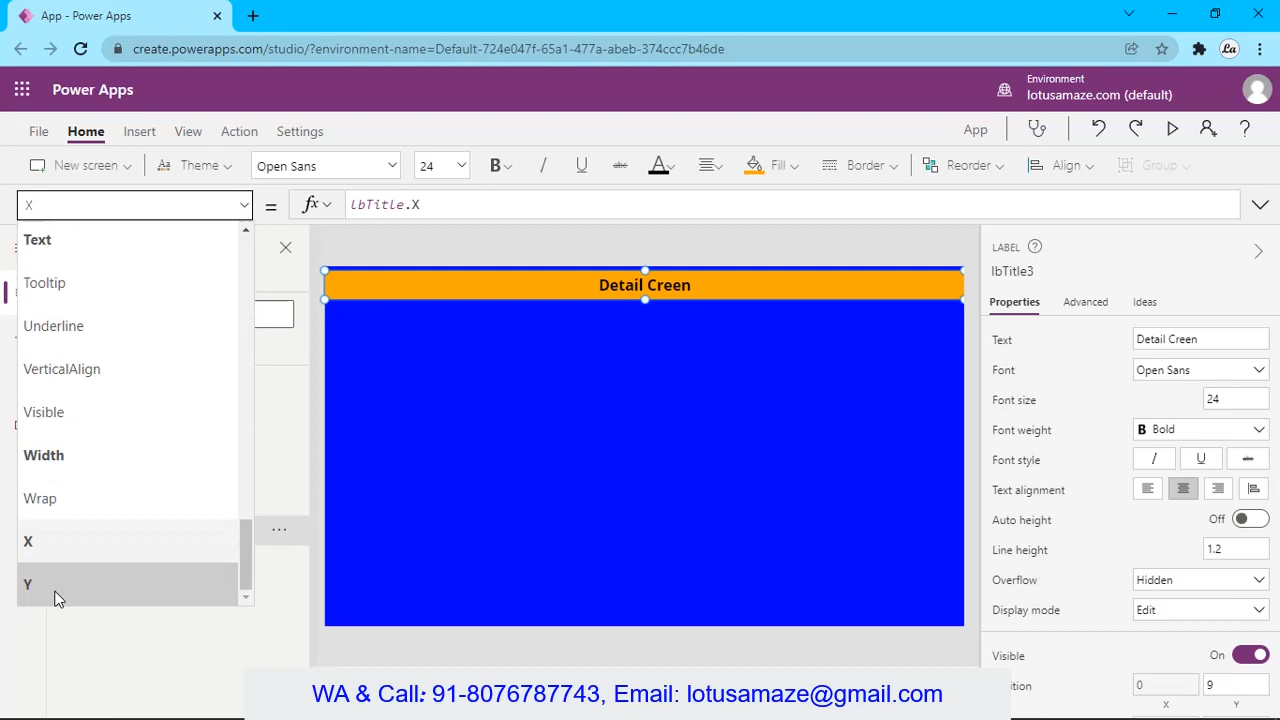 App - Power Apps
create.powerapps.com/studio/?environment-name=Default-724e047f-65a1-477a-abeb-374ccc7b46de
La
Power Apps
Environment
lotusamaze.com (default)
File Home Insert View Action Settings App
New screen Theme Open Sans 24 B / U abc A Fill Border Reorder Align Group
X = fx lbTitle.X
Text
Tooltip
Underline
VerticalAlign
Visible
Width
Wrap
X
Y
Detail Creen
LABEL
lbTitle3
Properties Advanced Ideas
Text Detail Creen
Font Open Sans
Font size 24
Font weight B Bold
Font style / U abc
Text alignment
Auto height Off
Line height 1.2
Overflow Hidden
Display mode Edit
Visible On
osition 0 9
X Y
WA & Call: 91-8076787743, Email: lotusamaze@gmail.com